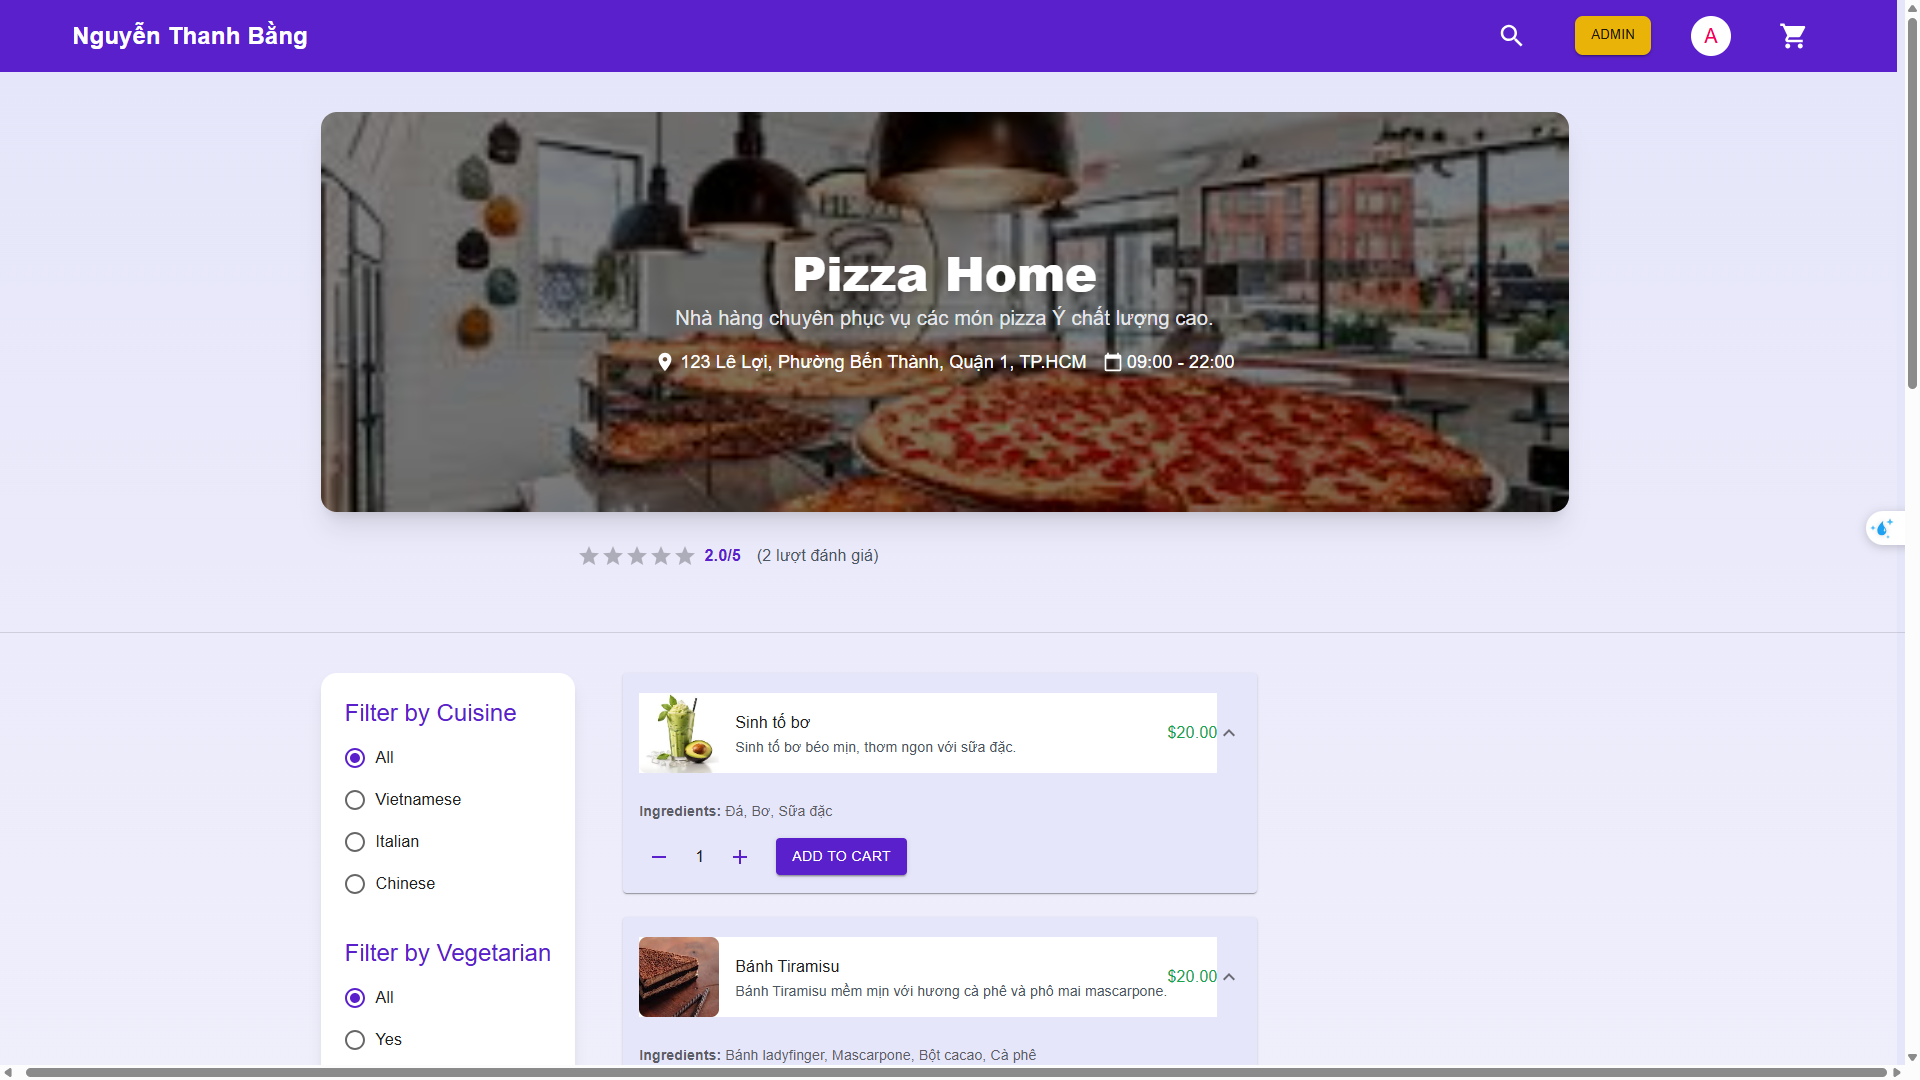 Nguyễn Thanh Bằng
ADMIN
A
Pizza Home
Nhà hàng chuyên phục vụ các món pizza Ý chất lượng cao.
123 Lê Lợi, Phường Bến Thành, Quận 1, TP.HCM 09:00 - 22:00
2.0/5 (2 lượt đánh giá)
Filter by Cuisine
All
Vietnamese
Italian
Chinese
Filter by Vegetarian
All
Yes
Sinh tố bơ
Sinh tố bơ béo mịn, thơm ngon với sữa đặc.
$20.00
Ingredients: Đá, Bơ, Sữa đặc
1
ADD TO CART
Bánh Tiramisu
Bánh Tiramisu mềm mịn với hương cà phê và phô mai mascarpone.
$20.00
Ingredients: Bánh ladyfinger, Mascarpone, Bột cacao, Cà phê